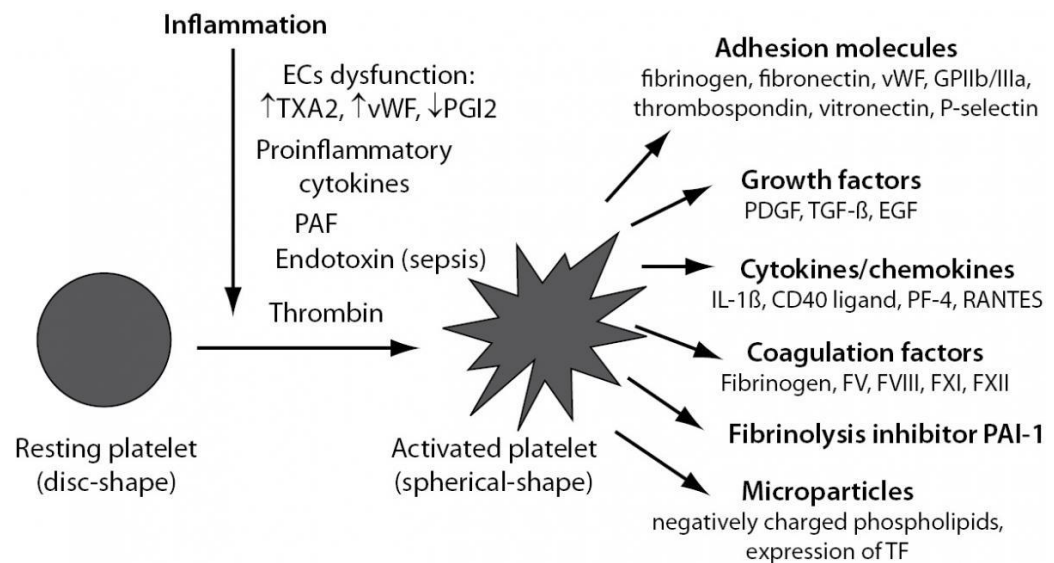 Inflammation
ECs dysfunction:
↑TXA2, ↑vWF, ↓PGI2
Proinflammatory
cytokines
PAF
Endotoxin (sepsis)
Thrombin
Resting platelet
(disc-shape)
Activated platelet
(spherical-shape)
Adhesion molecules
fibrinogen, fibronectin, vWF, GPIIb/IIIa,
thrombospondin, vitronectin, P-selectin
Growth factors
PDGF, TGF-ß, EGF
Cytokines/chemokines
IL-1ß, CD40 ligand, PF-4, RANTES
Coagulation factors
Fibrinogen, FV, FVIII, FXI, FXII
Fibrinolysis inhibitor PAI-1
Microparticles
negatively charged phospholipids,
expression of TF